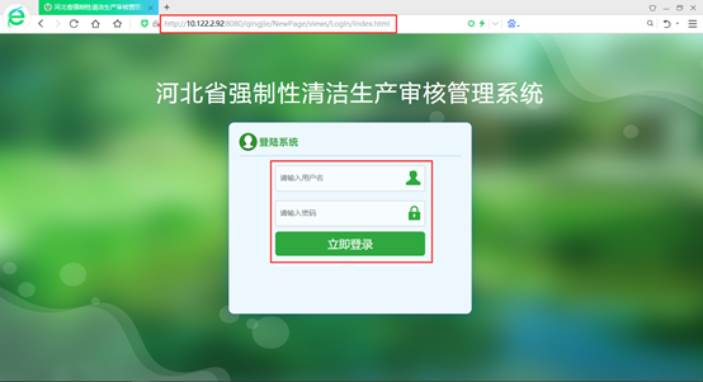 河北省强制性清洁生产审核管理
http://10.122.2.92:8080/qingjie/NewPage/views/Login/index.html
河北省强制性清洁生产审核管理系统
登陆系统
请输入用户名
请输入密码
立即登录